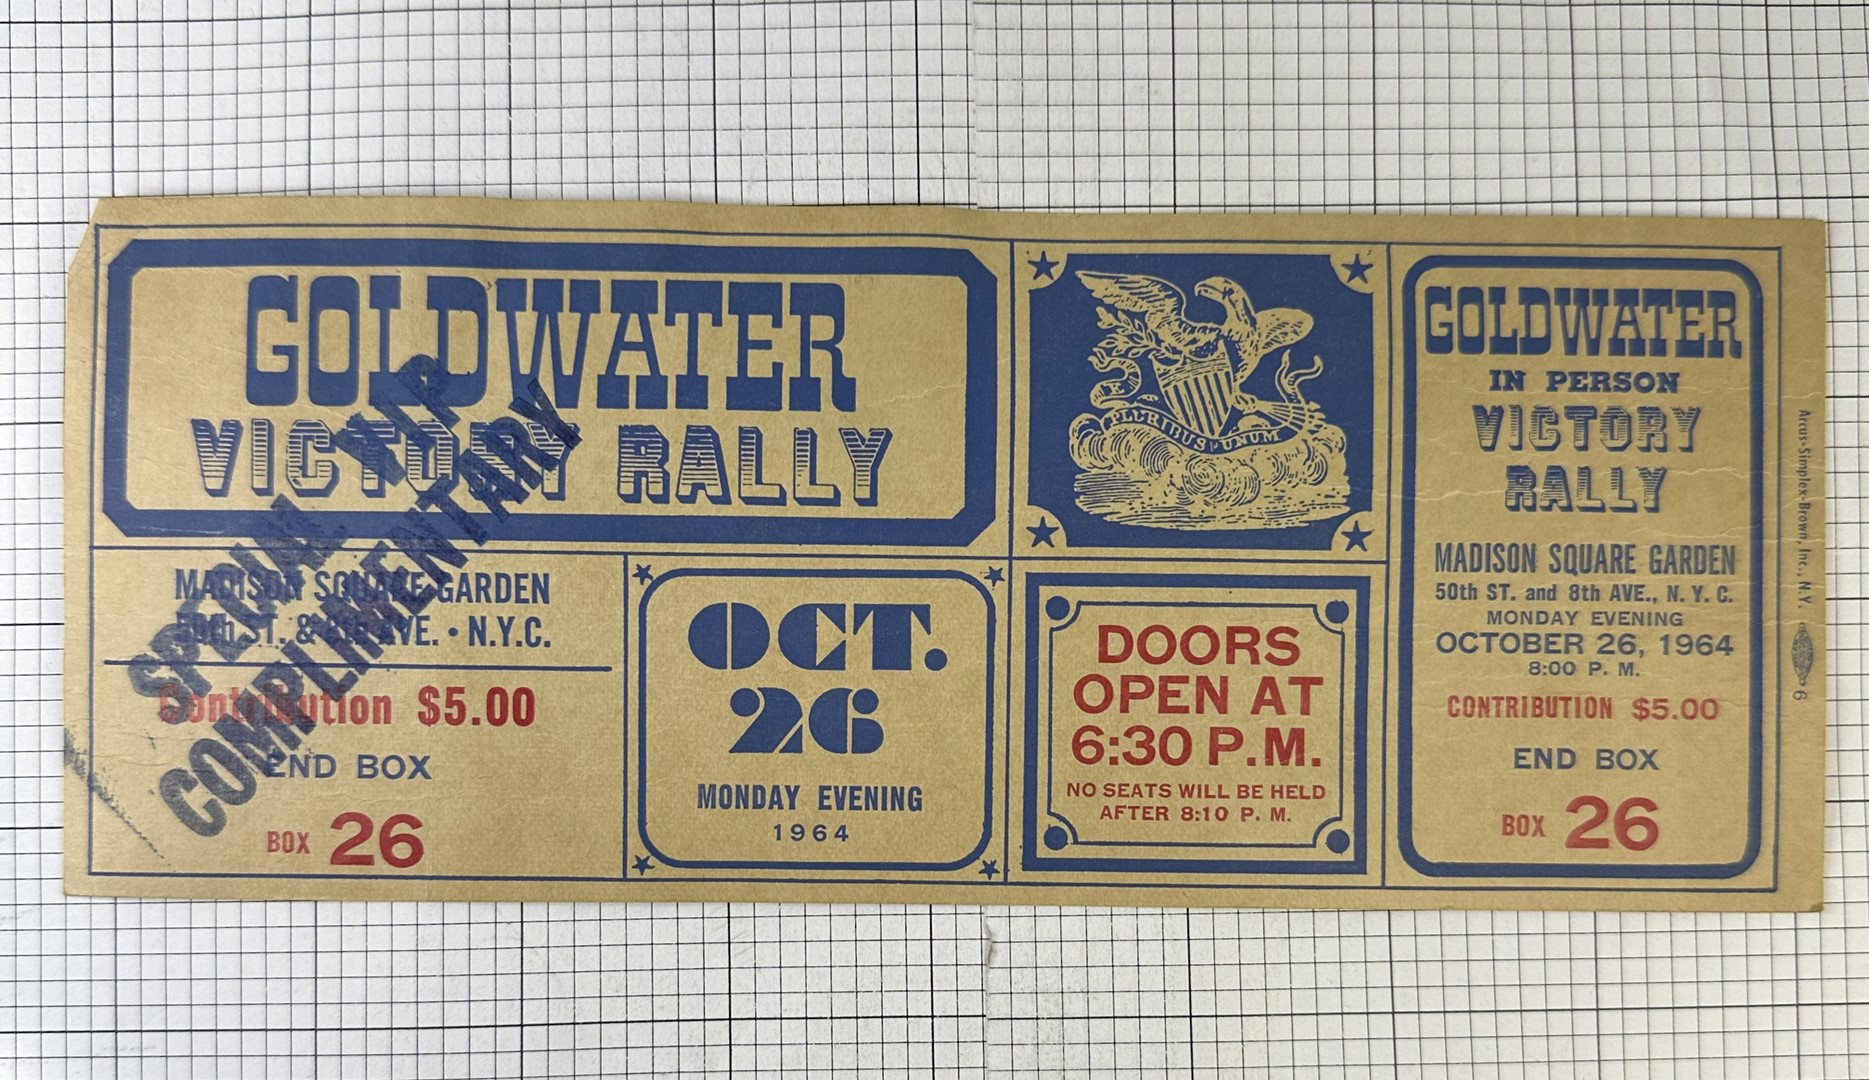 GOLDWATER
VICTORY RALLY
SPECIAL VIP
COMPLIMENTARY
MADISON SQUARE GARDEN
50th ST. & 8th AVE. • N.Y.C.
Contribution $5.00
END BOX
BOX 26
OCT.
26
MONDAY EVENING
1964
E PLURIBUS UNUM
DOORS
OPEN AT
6:30 P.M.
NO SEATS WILL BE HELD
AFTER 8:10 P. M.
GOLDWATER
IN PERSON
VICTORY
RALLY
MADISON SQUARE GARDEN
50th ST. and 8th AVE., N. Y. C.
MONDAY EVENING
OCTOBER 26, 1964
8:00 P. M.
CONTRIBUTION $5.00
END BOX
BOX 26
Arcus-Simplex-Brown, Inc., N.Y.
6